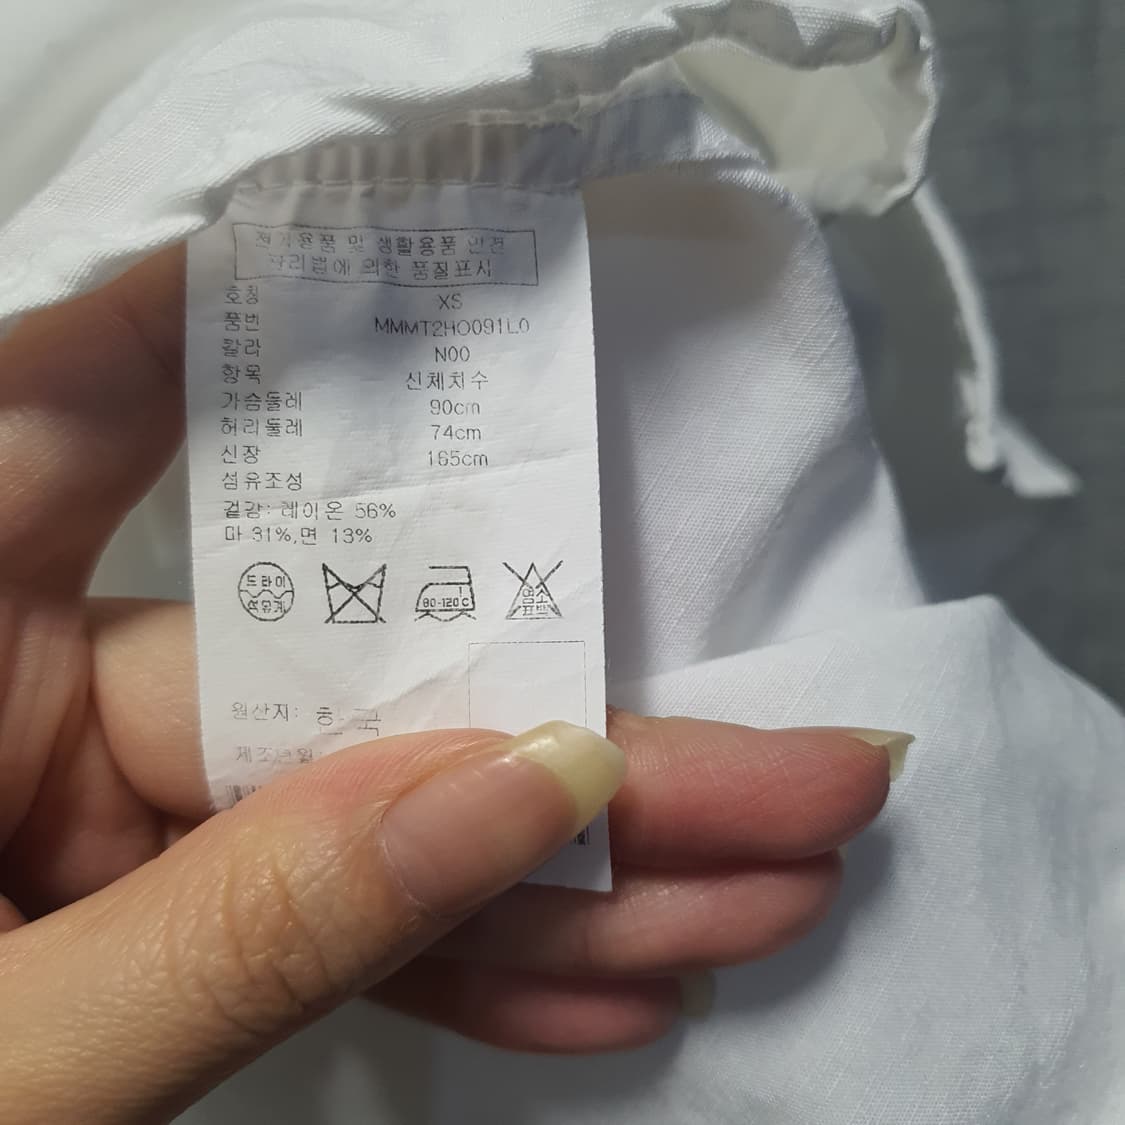 전기용품 및 생활용품 안전
관리법에 의한 품질표시
호칭 XS
품번 MMMT2HO091L0
칼라 N00
항목 신체치수
가슴둘레 90cm
허리둘레 74cm
신장 165cm
섬유조성
겉감: 레이온 56%
마 31%,면 13%
드라이
석유계
80-120℃
염소
표백
원산지: 한국
제조년월: